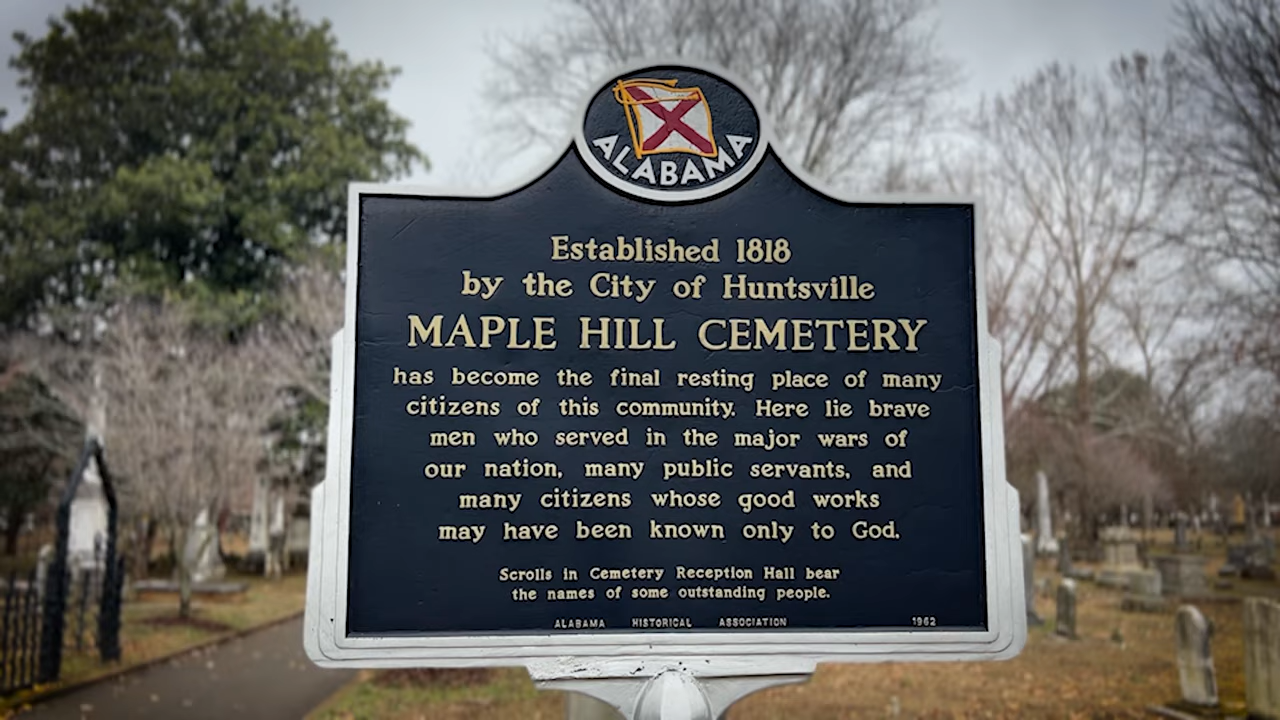 ALABAMA
Established 1818
by the City of Huntsville
MAPLE HILL CEMETERY
has become the final resting place of many
citizens of this community. Here lie brave
men who served in the major wars of
our nation, many public servants, and
many citizens whose good works
may have been known only to God.
Scrolls in Cemetery Reception Hall bear
the names of some outstanding people.
ALABAMA HISTORICAL ASSOCIATION 1962